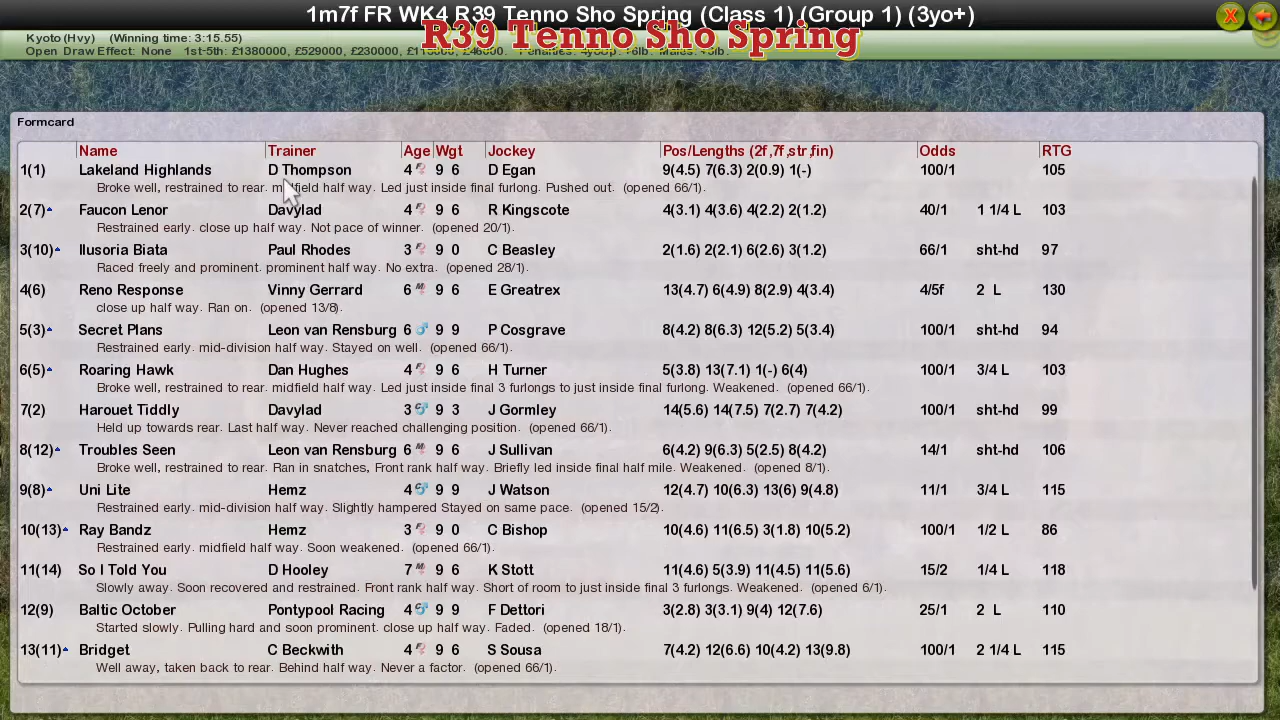 1m7f FR WK4 R39 Tenno Sho Spring (Class 1) (Group 1) (3yo+)
R39 Tenno Sho Spring
Kyoto (Hvy) (Winning time: 3:15.55)
Open Draw Effect: None 1st-5th: £1380000, £529000, £230000, £115000, £46000. Penalties: 4yoUp +6lb. Males: +3lb.
Formcard
Name Trainer Age Wgt Jockey Pos/Lengths (2f,7f,str,fin) Odds RTG
1(1) Lakeland Highlands D Thompson 4 9 6 D Egan 9(4.5) 7(6.3) 2(0.9) 1(-) 100/1 105
Broke well, restrained to rear. midfield half way. Led just inside final furlong. Pushed out. (opened 66/1).
2(7) Faucon Lenor Davylad 4 9 6 R Kingscote 4(3.1) 4(3.6) 4(2.2) 2(1.2) 40/1 1 1/4 L 103
Restrained early. close up half way. Not pace of winner. (opened 20/1).
3(10) Ilusoria Biata Paul Rhodes 3 9 0 C Beasley 2(1.6) 2(2.1) 6(2.6) 3(1.2) 66/1 sht-hd 97
Raced freely and prominent. prominent half way. No extra. (opened 28/1).
4(6) Reno Response Vinny Gerrard 6 9 6 E Greatrex 13(4.7) 6(4.9) 8(2.9) 4(3.4) 4/5f 2 L 130
close up half way. Ran on. (opened 13/8).
5(3) Secret Plans Leon van Rensburg 6 9 9 P Cosgrave 8(4.2) 8(6.3) 12(5.2) 5(3.4) 100/1 sht-hd 94
Restrained early. mid-division half way. Stayed on well. (opened 66/1).
6(5) Roaring Hawk Dan Hughes 4 9 6 H Turner 5(3.8) 13(7.1) 1(-) 6(4) 100/1 3/4 L 103
Broke well, restrained to rear. midfield half way. Led just inside final 3 furlongs to just inside final furlong. Weakened. (opened 66/1).
7(2) Harouet Tiddly Davylad 3 9 3 J Gormley 14(5.6) 14(7.5) 7(2.7) 7(4.2) 100/1 sht-hd 99
Held up towards rear. Last half way. Never reached challenging position. (opened 66/1).
8(12) Troubles Seen Leon van Rensburg 6 9 6 J Sullivan 6(4.2) 9(6.3) 5(2.5) 8(4.2) 14/1 sht-hd 106
Broke well, restrained to rear. Ran in snatches, Front rank half way. Briefly led inside final half mile. Weakened. (opened 8/1).
9(8) Uni Lite Hemz 4 9 9 J Watson 12(4.7) 10(6.3) 13(6) 9(4.8) 11/1 3/4 L 115
Restrained early. mid-division half way. Slightly hampered Stayed on same pace. (opened 15/2).
10(13) Ray Bandz Hemz 3 9 0 C Bishop 10(4.6) 11(6.5) 3(1.8) 10(5.2) 100/1 1/2 L 86
Restrained early. midfield half way. Soon weakened. (opened 66/1).
11(14) So I Told You D Hooley 7 9 6 K Stott 11(4.6) 5(3.9) 11(4.5) 11(5.6) 15/2 1/4 L 118
Slowly away. Soon recovered and restrained. Front rank half way. Short of room to just inside final 3 furlongs. Weakened. (opened 6/1).
12(9) Baltic October Pontypool Racing 4 9 9 F Dettori 3(2.8) 3(3.1) 9(4) 12(7.6) 25/1 2 L 110
Started slowly. Pulling hard and soon prominent. close up half way. Faded. (opened 18/1).
13(11) Bridget C Beckwith 4 9 6 S Sousa 7(4.2) 12(6.6) 10(4.2) 13(9.8) 100/1 2 1/4 L 115
Well away, taken back to rear. Behind half way. Never a factor. (opened 66/1).